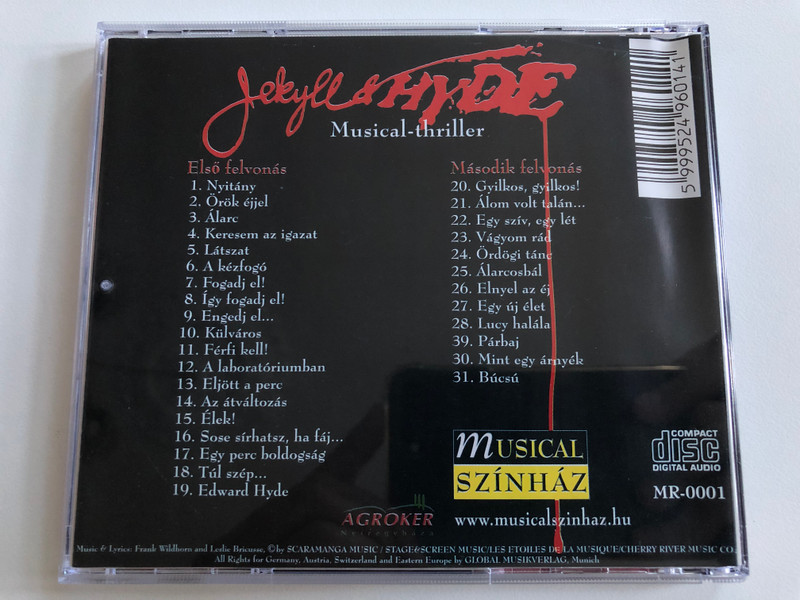 Jekyll & HYDE
Musical-thriller
Első felvonás
1. Nyitány
2. Örök éjjel
3. Álarc
4. Keresem az igazat
5. Látszat
6. A kézfogó
7. Fogadj el!
8. Így fogadj el!
9. Engedj el...
10. Külváros
11. Férfi kell!
12. A laboratóriumban
13. Eljött a perc
14. Az átváltozás
15. Élek!
16. Sose sírhatsz, ha fáj...
17. Egy perc boldogság
18. Túl szép...
19. Edward Hyde
Második felvonás
20. Gyilkos, gyilkos!
21. Álom volt talán...
22. Egy szív, egy lét
23. Vágyom rád
24. Ördögi tánc
25. Álarcosbál
26. Elnyel az éj
27. Egy új élet
28. Lucy halála
39. Párbaj
30. Mint egy árnyék
31. Búcsú
5 999524 960141
MUSICAL
SZÍNHÁZ
www.musicalszinhaz.hu
AGROKER
Nyíregyháza
COMPACT
disc
DIGITAL AUDIO
MR-0001
Music & Lyrics: Frank Wildhorn and Leslie Bricusse, ©by SCARAMANGA MUSIC / STAGE&SCREEN MUSIC/LES ETOILES DE LA MUSIQUE/CHERRY RIVER MUSIC CO.
All Rights for Germany, Austria, Switzerland and Eastern Europe by GLOBAL MUSIKVERLAG, Munich